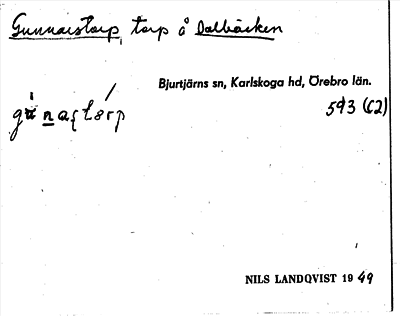 Gunnarstorp, torp å Dalbäcken
Bjurtjärns sn, Karlskoga hd, Örebro län.
593 (62)
NILS LANDQVIST 1949